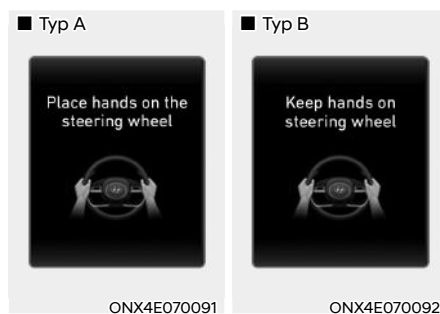 ■ Typ A
Place hands on the
steering wheel
ONX4E070091
■ Typ B
Keep hands on
steering wheel
ONX4E070092